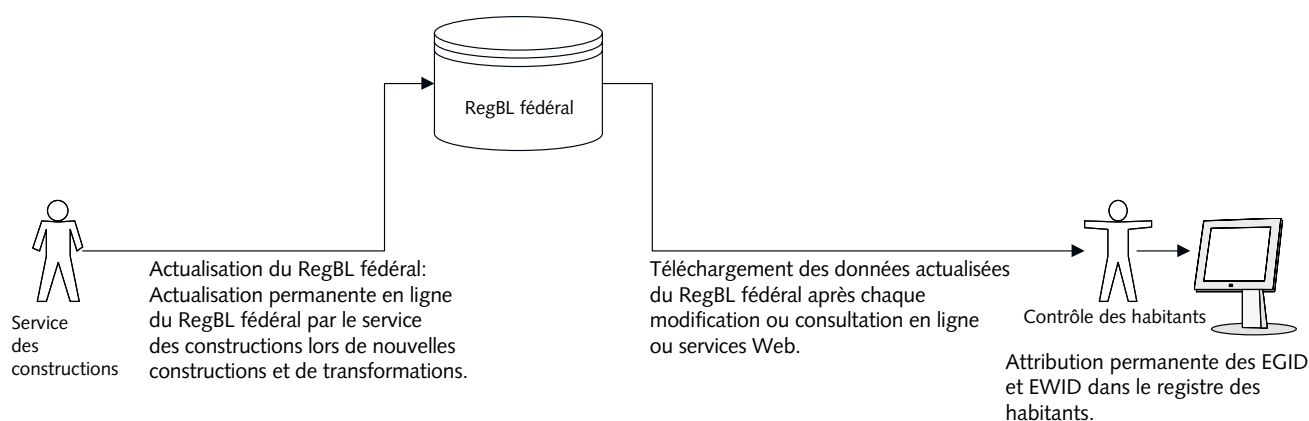 RegBL fédéral
Service
des
constructions
Actualisation du RegBL fédéral:
Actualisation permanente en ligne
du RegBL fédéral par le service
des constructions lors de nouvelles
constructions et de transformations.
Téléchargement des données actualisées
du RegBL fédéral après chaque
modification ou consultation en ligne
ou services Web.
Contrôle des habitants
Attribution permanente des EGID
et EWID dans le registre des
habitants.